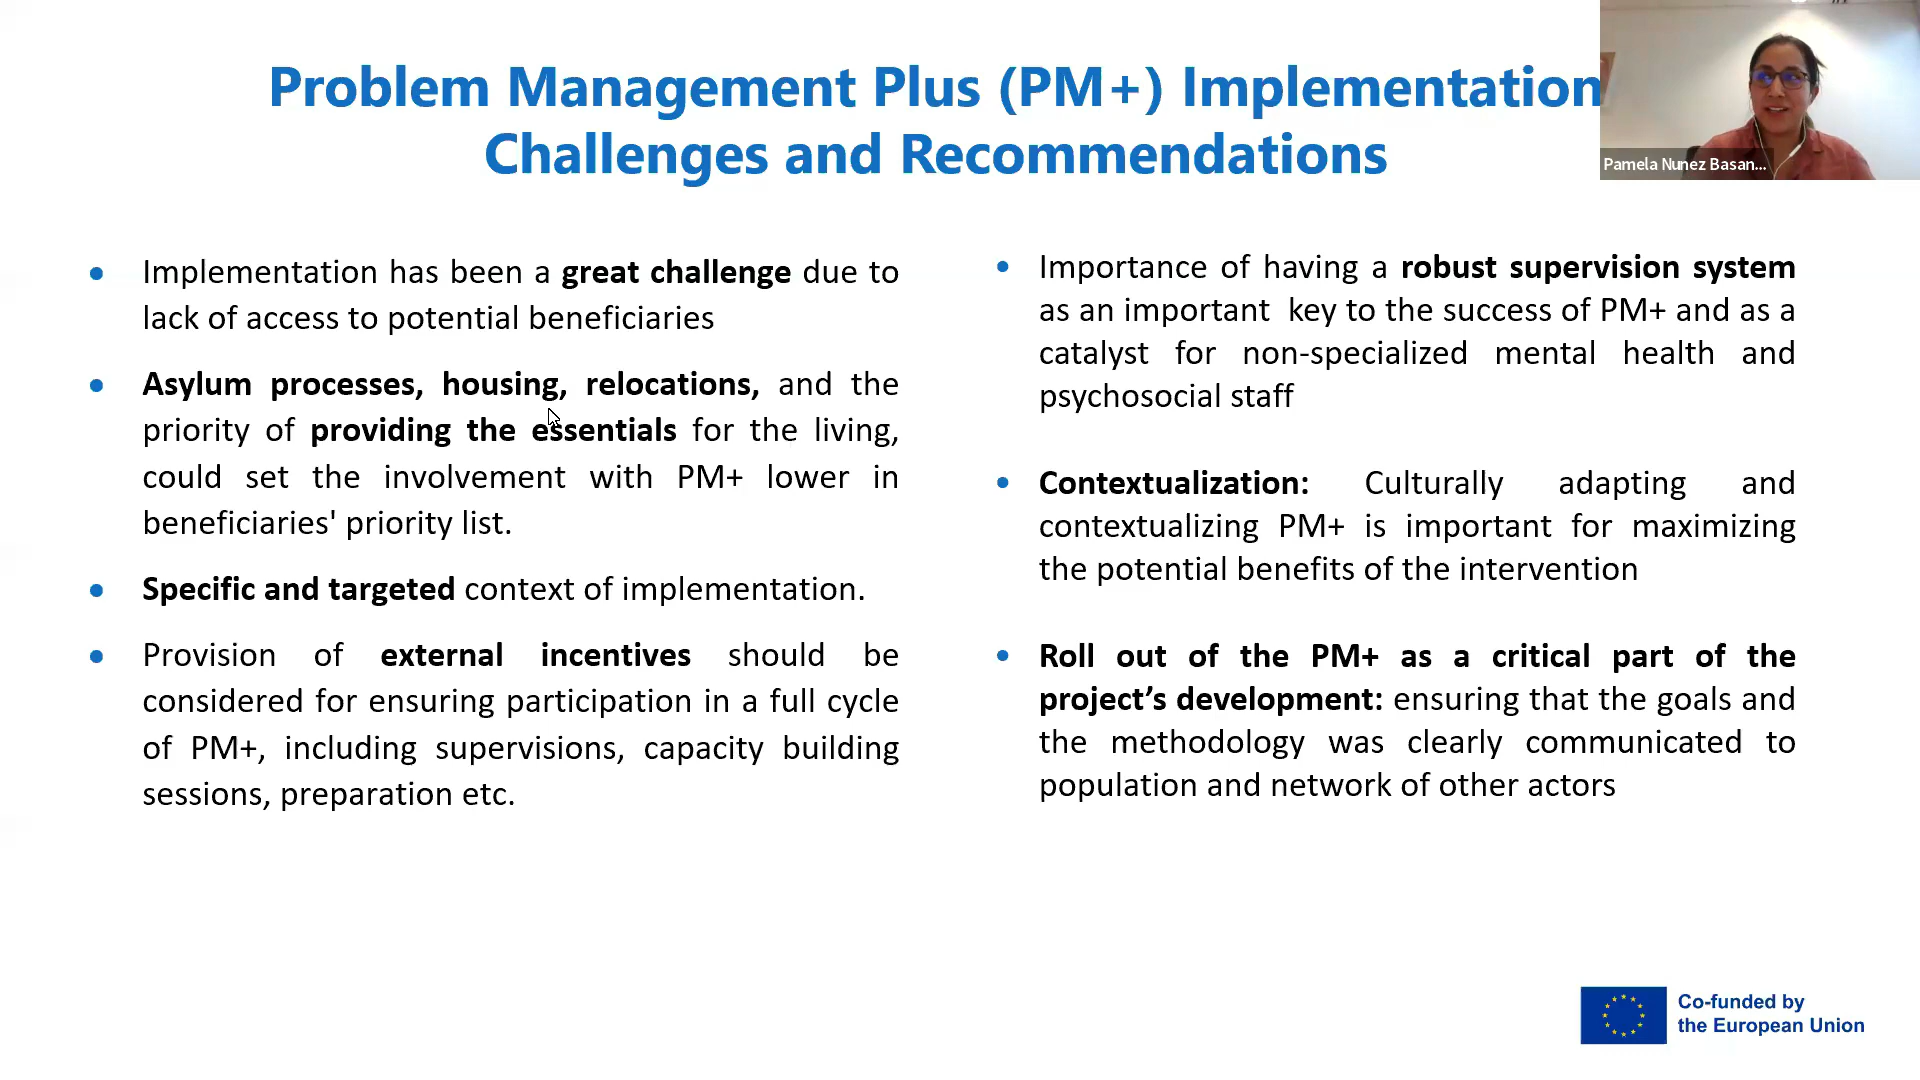 Problem Management Plus (PM+) Implementation
Challenges and Recommendations
Pamela Nunez Basan...
• Implementation has been a great challenge due to
lack of access to potential beneficiaries
• Asylum processes, housing, relocations, and the
priority of providing the essentials for the living,
could set the involvement with PM+ lower in
beneficiaries' priority list.
• Specific and targeted context of implementation.
• Provision of external incentives should be
considered for ensuring participation in a full cycle
of PM+, including supervisions, capacity building
sessions, preparation etc.
• Importance of having a robust supervision system
as an important key to the success of PM+ and as a
catalyst for non-specialized mental health and
psychosocial staff
• Contextualization: Culturally adapting and
contextualizing PM+ is important for maximizing
the potential benefits of the intervention
• Roll out of the PM+ as a critical part of the
project’s development: ensuring that the goals and
the methodology was clearly communicated to
population and network of other actors
Co-funded by
the European Union